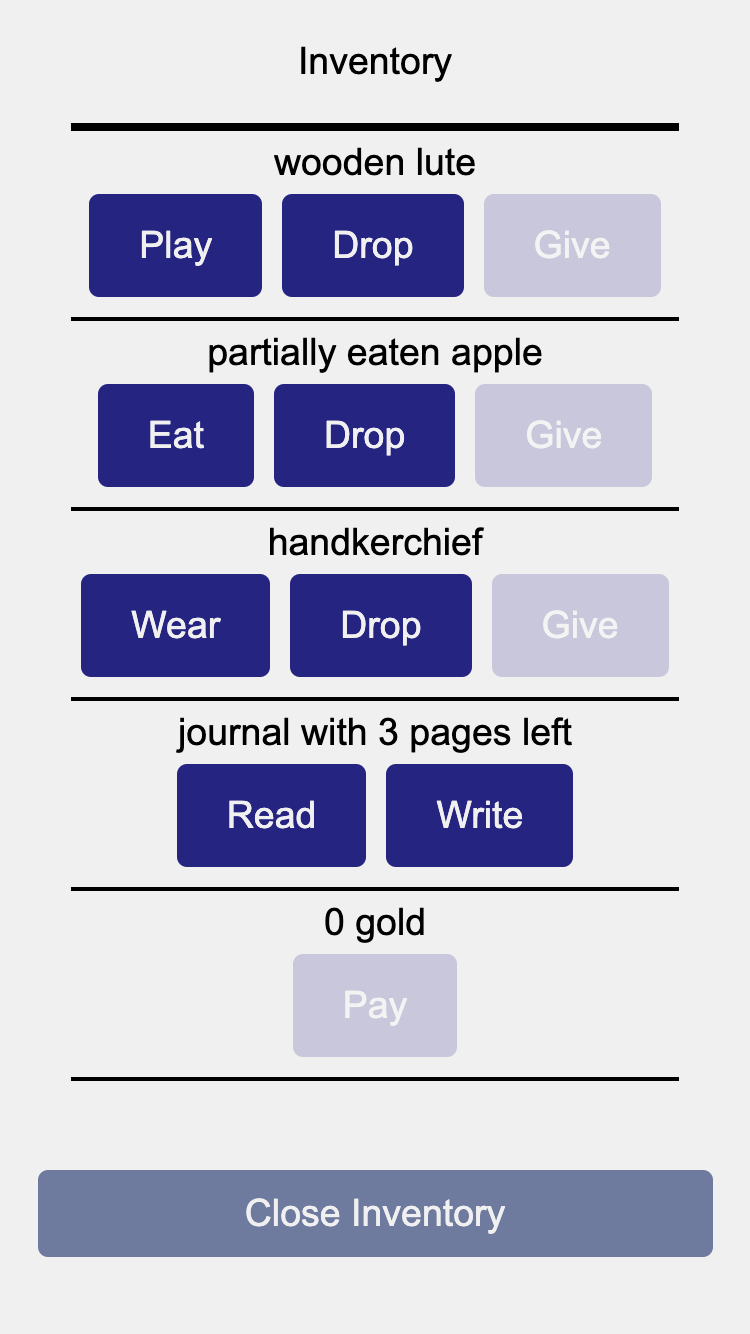 Inventory
wooden lute
Play Drop Give
partially eaten apple
Eat Drop Give
handkerchief
Wear Drop Give
journal with 3 pages left
Read Write
0 gold
Pay
Close Inventory